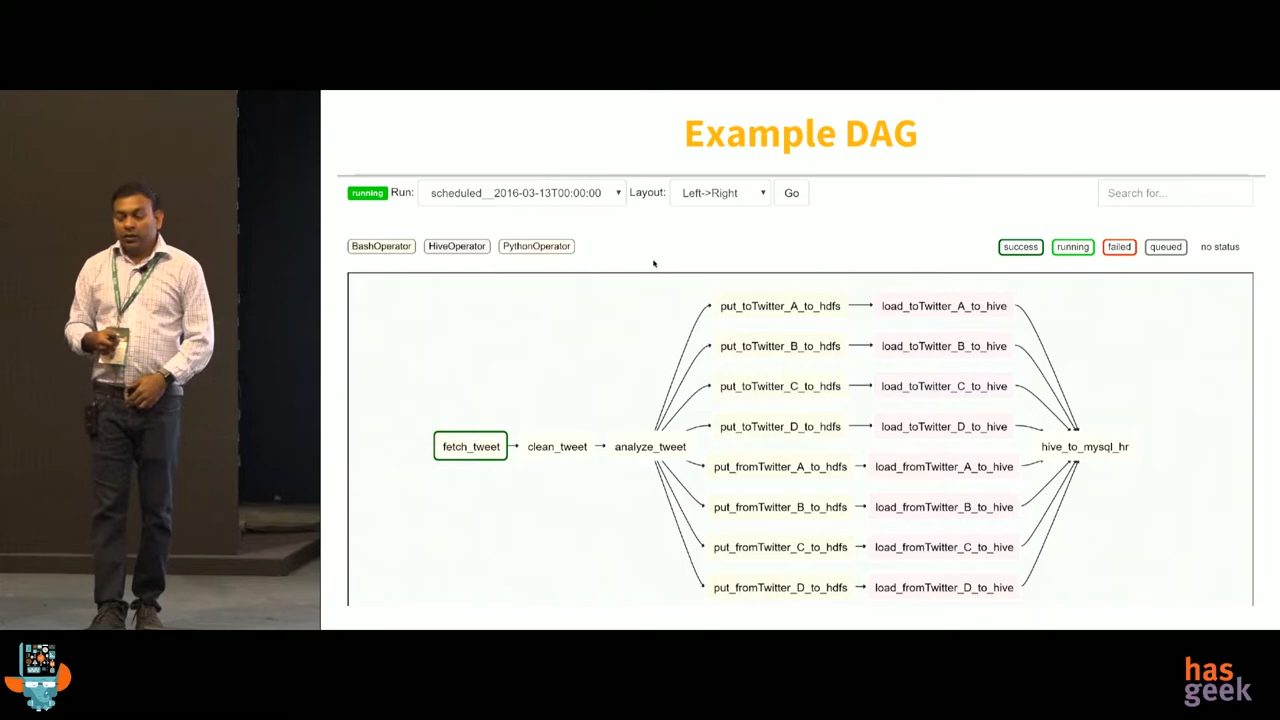 Example DAG
running Run: scheduled__2016-03-13T00:00:00 Layout: Left->Right Go Search for...
BashOperator HiveOperator PythonOperator success running failed queued no status
put_toTwitter_A_to_hdfs load_toTwitter_A_to_hive
put_toTwitter_B_to_hdfs load_toTwitter_B_to_hive
put_toTwitter_C_to_hdfs load_toTwitter_C_to_hive
put_toTwitter_D_to_hdfs load_toTwitter_D_to_hive
fetch_tweet clean_tweet analyze_tweet hive_to_mysql_hr
put_fromTwitter_A_to_hdfs load_fromTwitter_A_to_hive
put_fromTwitter_B_to_hdfs load_fromTwitter_B_to_hive
put_fromTwitter_C_to_hdfs load_fromTwitter_C_to_hive
put_fromTwitter_D_to_hdfs load_fromTwitter_D_to_hive
has
geek